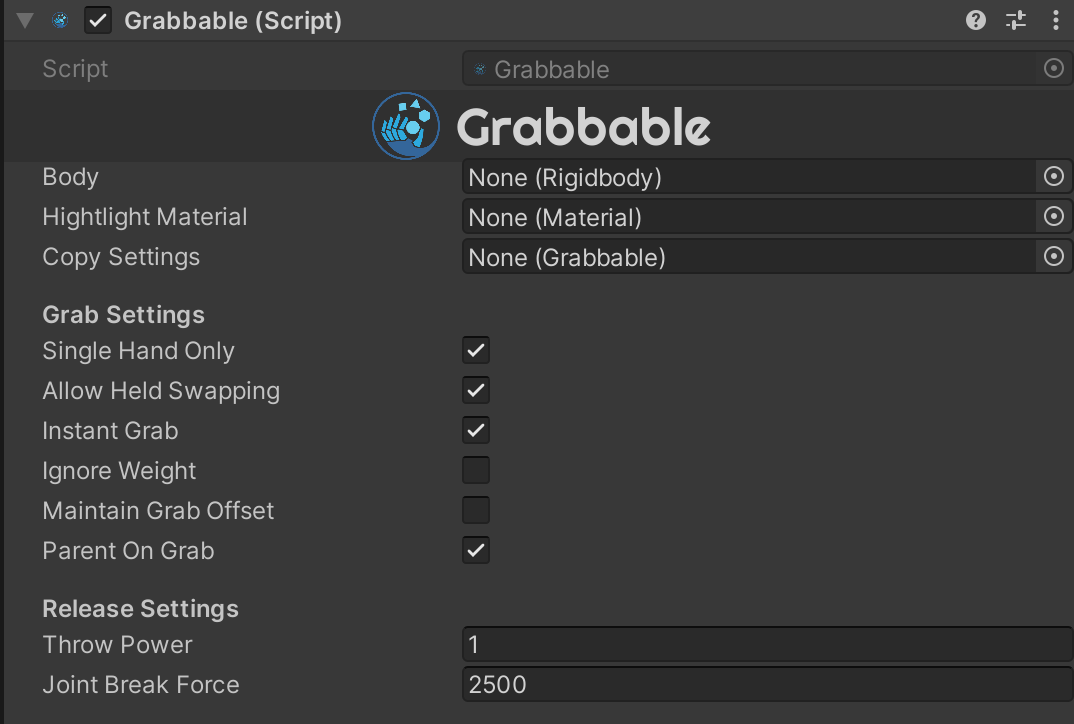 Grabbable (Script)
Script Grabbable
Grabbable
Body None (Rigidbody)
Hightlight Material None (Material)
Copy Settings None (Grabbable)
Grab Settings
Single Hand Only
Allow Held Swapping
Instant Grab
Ignore Weight
Maintain Grab Offset
Parent On Grab
Release Settings
Throw Power 1
Joint Break Force 2500